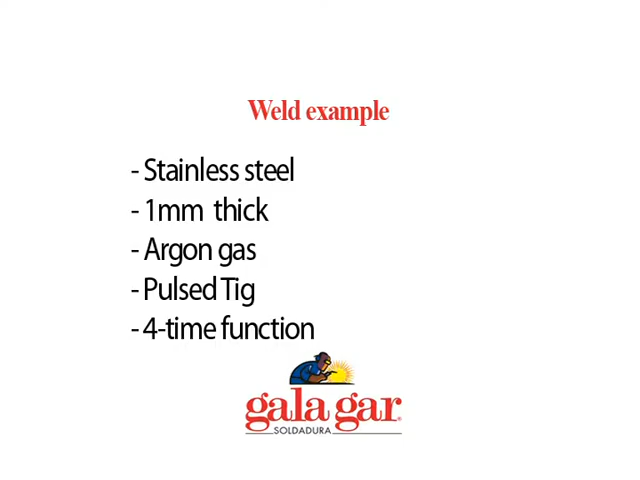 Weld example
- Stainless steel
- 1mm thick
- Argon gas
- Pulsed Tig
- 4-time function
gala gar®
SOLDADURA